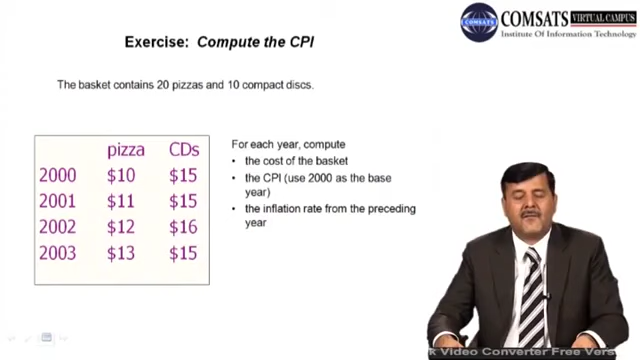 COMSATS VIRTUAL CAMPUS
Institute Of Information Technology
Exercise: Compute the CPI
The basket contains 20 pizzas and 10 compact discs.
pizza CDs
2000 $10 $15
2001 $11 $15
2002 $12 $16
2003 $13 $15
For each year, compute
• the cost of the basket
• the CPI (use 2000 as the base
year)
• the inflation rate from the preceding
year
k Video Converter Free Vers